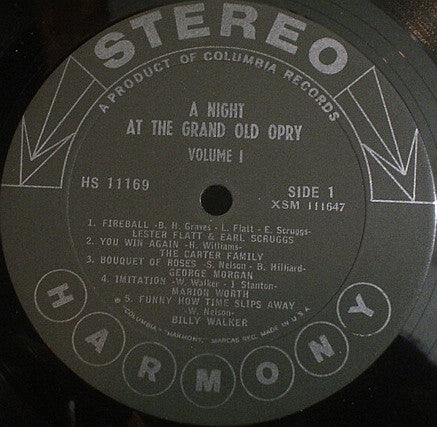 STEREO
A PRODUCT OF COLUMBIA RECORDS
A NIGHT
AT THE GRAND OLD OPRY
VOLUME I
HS 11169
SIDE 1
XSM 111647
1. FIREBALL -B. H. Graves- L. Flatt - E. Scruggs-
LESTER FLATT & EARL SCRUGGS
2. YOU WIN AGAIN -H. Williams-
THE CARTER FAMILY
3. BOUQUET OF ROSES -S. Nelson - B. Hilliard-
GEORGE MORGAN
4. IMITATION -W. Walker - J. Stanton-
MARION WORTH
5. FUNNY HOW TIME SLIPS AWAY
-W. Nelson-
BILLY WALKER
℗ "COLUMBIA", "HARMONY", MARCAS REG. MADE IN U.S.A.
HARMONY